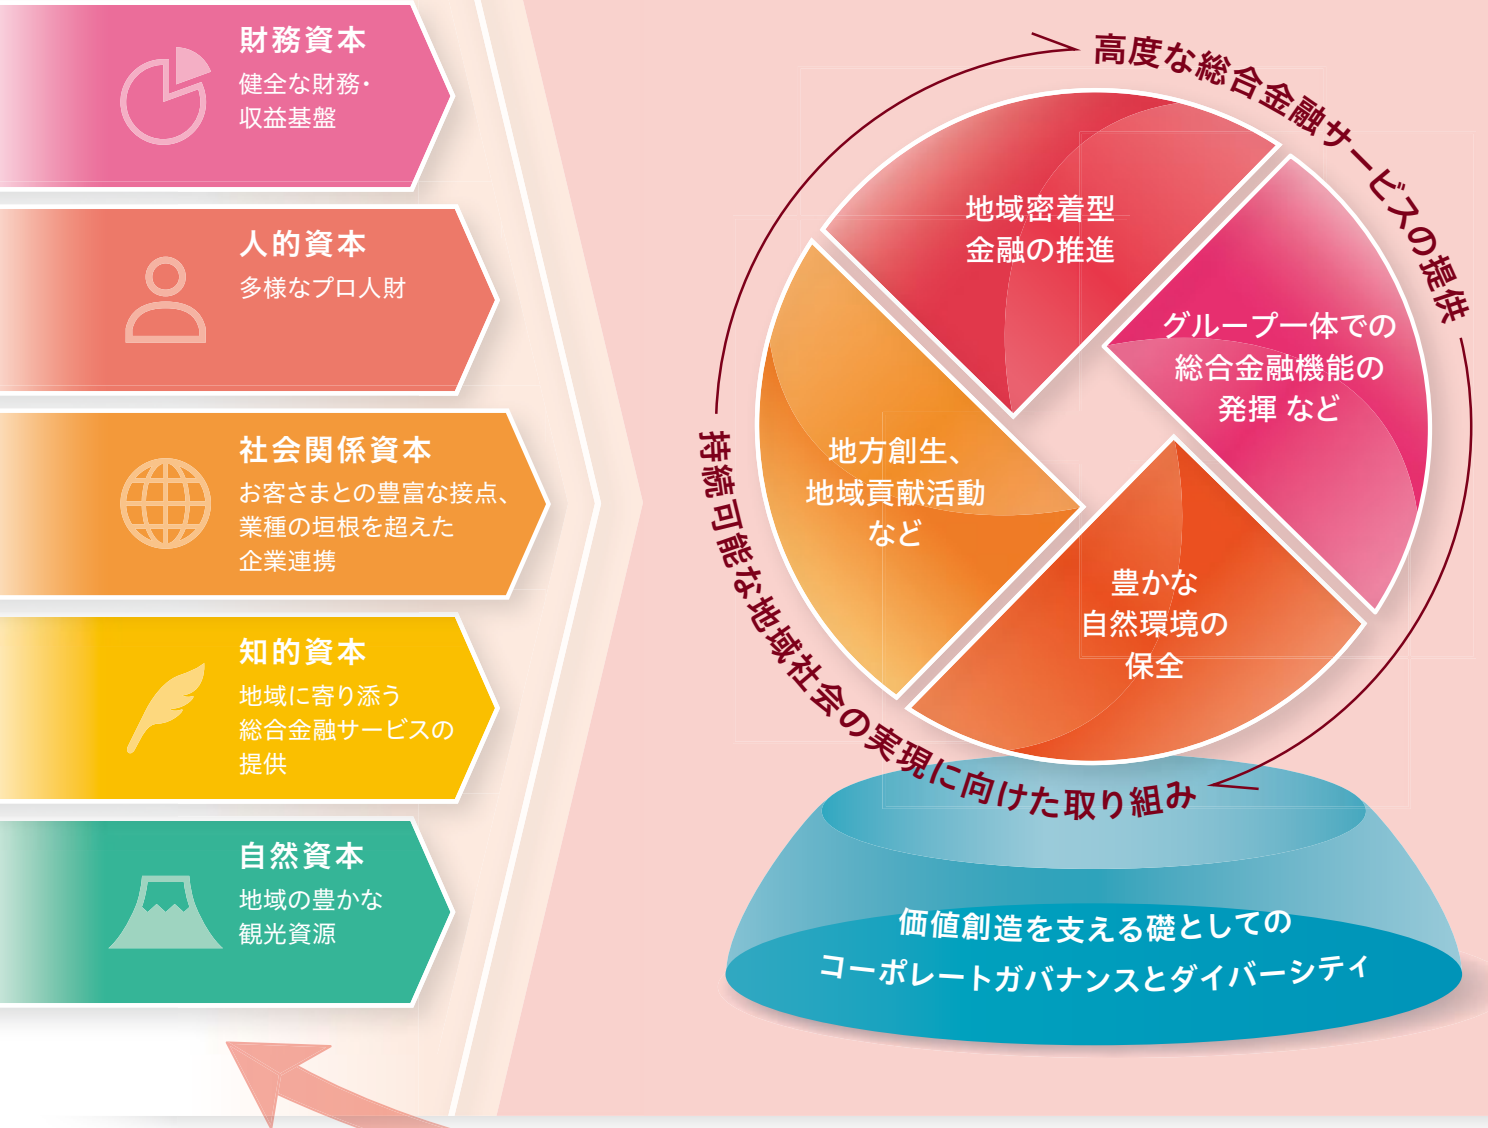 財務資本
健全な財務・
収益基盤
人的資本
多様なプロ人財
社会関係資本
お客さまとの豊富な接点、
業種の垣根を超えた
企業連携
知的資本
地域に寄り添う
総合金融サービスの
提供
自然資本
地域の豊かな
観光資源
高度な総合金融サービスの提供
地域密着型
金融の推進
グループ一体での
総合金融機能の
発揮 など
地方創生、
地域貢献活動
など
豊かな
自然環境の
保全
持続可能な地域社会の実現に向けた取り組み
価値創造を支える礎としての
コーポレートガバナンスとダイバーシティ